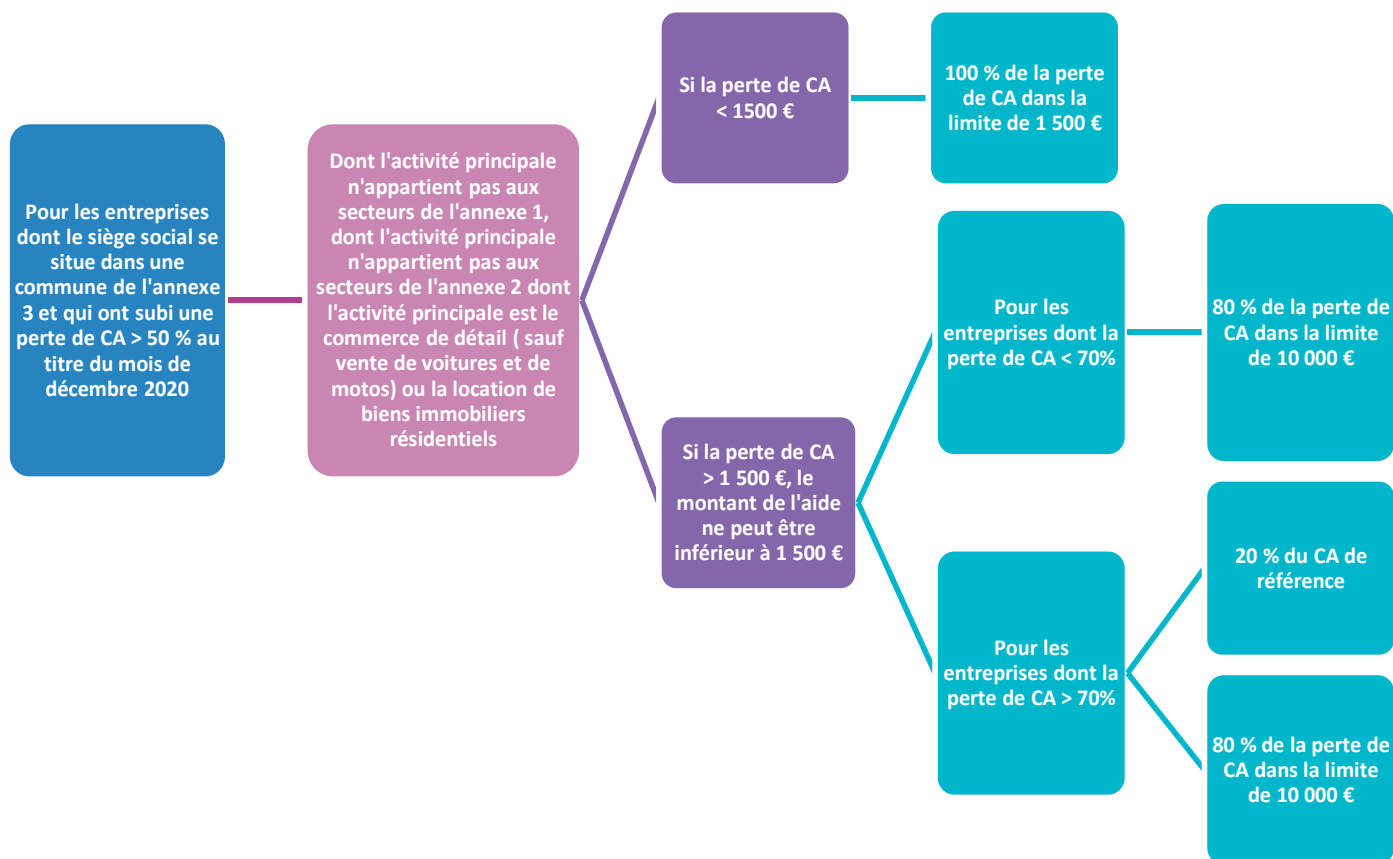 Pour les entreprises
dont le siège social se
situe dans une
commune de l'annexe
3 et qui ont subi une
perte de CA > 50 % au
titre du mois de
décembre 2020
Dont l'activité principale
n'appartient pas aux
secteurs de l'annexe 1,
dont l'activité principale
n'appartient pas aux
secteurs de l'annexe 2 dont
l'activité principale est le
commerce de détail ( sauf
vente de voitures et de
motos) ou la location de
biens immobiliers
résidentiels
Si la perte de CA
< 1500 €
100 % de la perte
de CA dans la
limite de 1 500 €
Si la perte de CA
> 1 500 €, le
montant de l'aide
ne peut être
inférieur à 1 500 €
Pour les
entreprises dont la
perte de CA < 70%
80 % de la perte de
CA dans la limite
de 10 000 €
Pour les
entreprises dont la
perte de CA > 70%
20 % du CA de
référence
80 % de la perte de
CA dans la limite
de 10 000 €